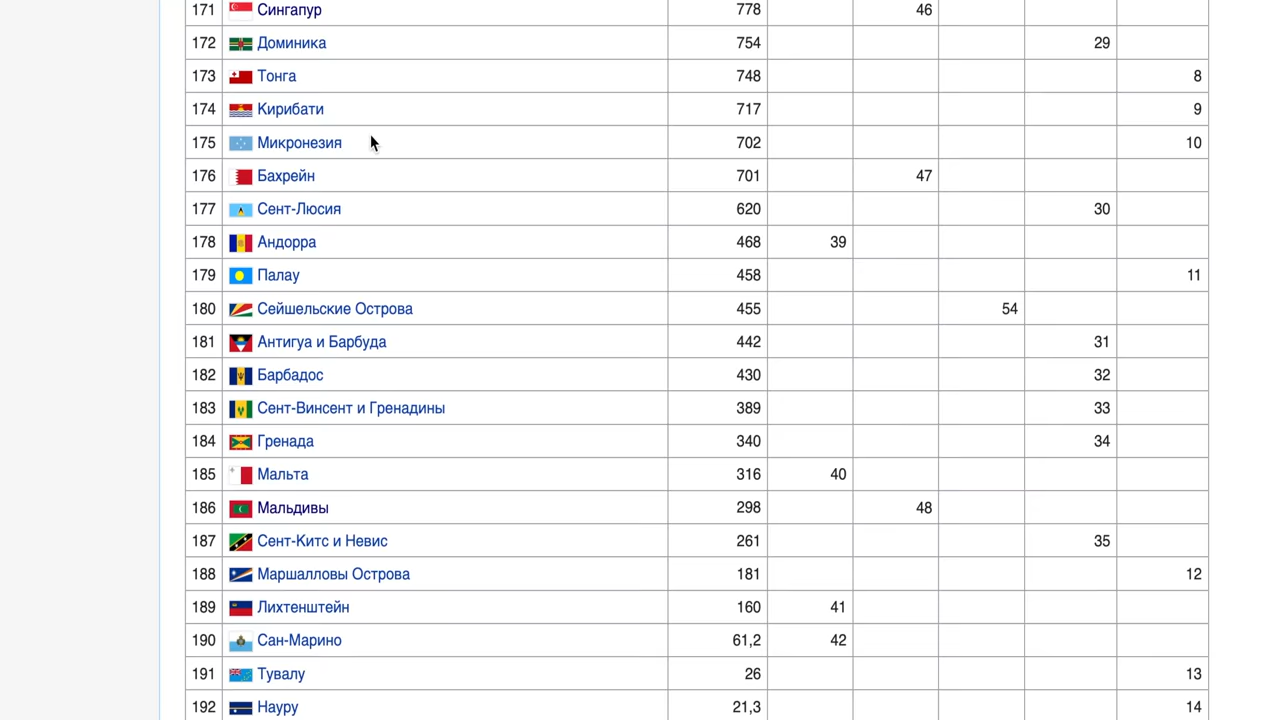 171 Сингапур 778 46
172 Доминика 754 29
173 Тонга 748 8
174 Кирибати 717 9
175 Микронезия 702 10
176 Бахрейн 701 47
177 Сент-Люсия 620 30
178 Андорра 468 39
179 Палау 458 11
180 Сейшельские Острова 455 54
181 Антигуа и Барбуда 442 31
182 Барбадос 430 32
183 Сент-Винсент и Гренадины 389 33
184 Гренада 340 34
185 Мальта 316 40
186 Мальдивы 298 48
187 Сент-Китс и Невис 261 35
188 Маршалловы Острова 181 12
189 Лихтенштейн 160 41
190 Сан-Марино 61,2 42
191 Тувалу 26 13
192 Науру 21,3 14